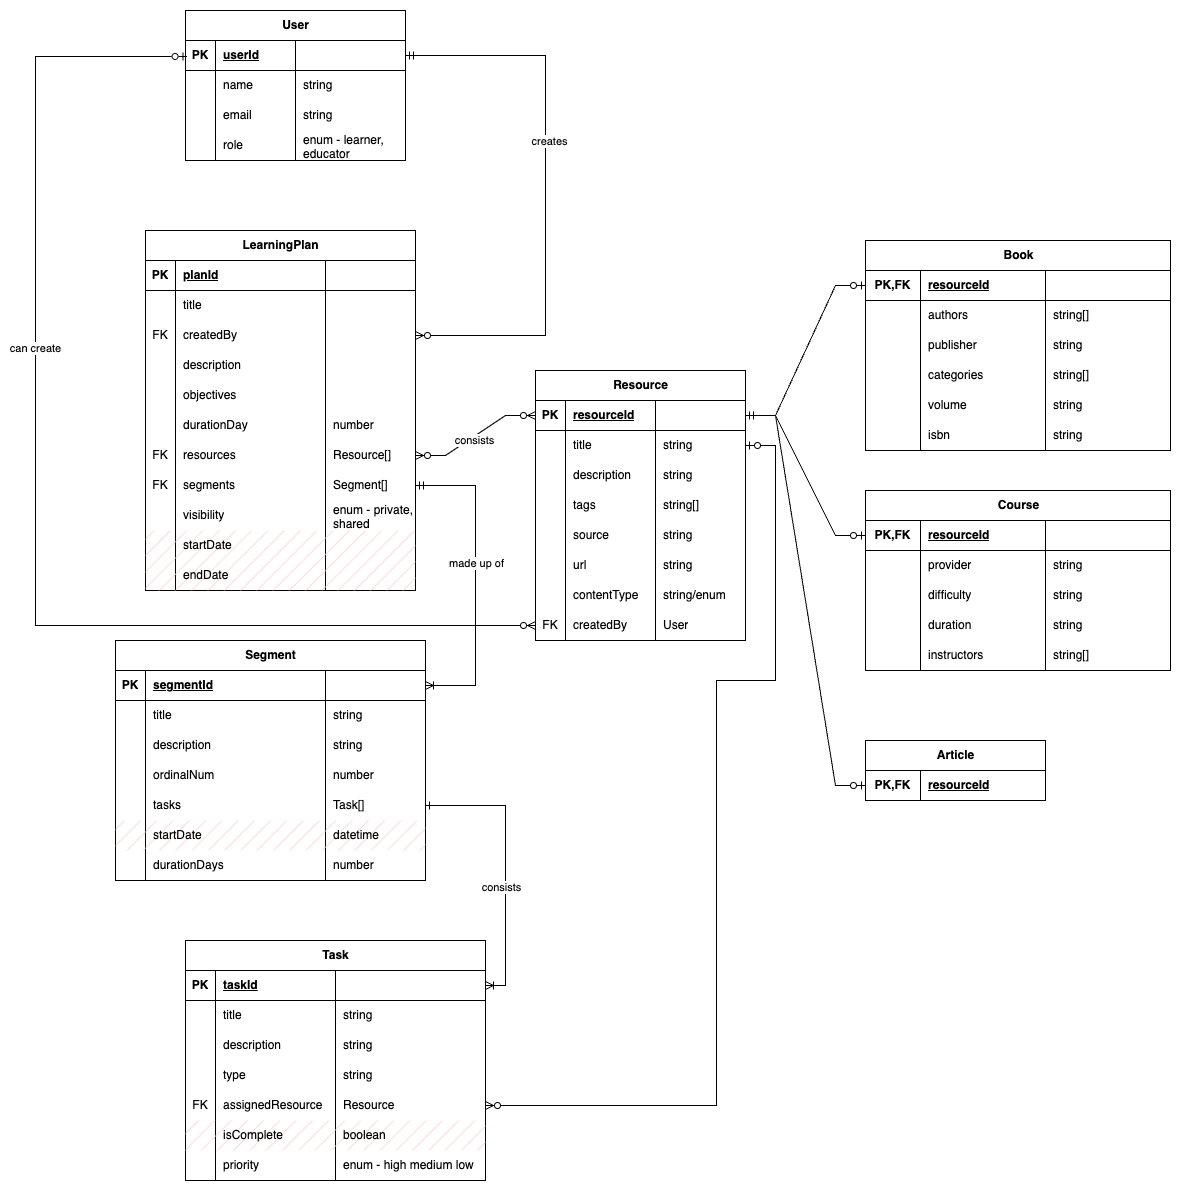 User
PK userId
name string
email string
role enum - learner,
educator
creates
can create
LearningPlan
PK planId
title
FK createdBy
description
objectives
durationDay number
FK resources Resource[]
FK segments Segment[]
visibility enum - private,
shared
startDate
endDate
consists
made up of
Resource
PK resourceId
title string
description string
tags string[]
source string
url string
contentType string/enum
FK createdBy User
Book
PK,FK resourceId
authors string[]
publisher string
categories string[]
volume string
isbn string
Course
PK,FK resourceId
provider string
difficulty string
duration string
instructors string[]
Article
PK,FK resourceId
Segment
PK segmentId
title string
description string
ordinalNum number
tasks Task[]
startDate datetime
durationDays number
consists
Task
PK taskId
title string
description string
type string
FK assignedResource Resource
isComplete boolean
priority enum - high medium low